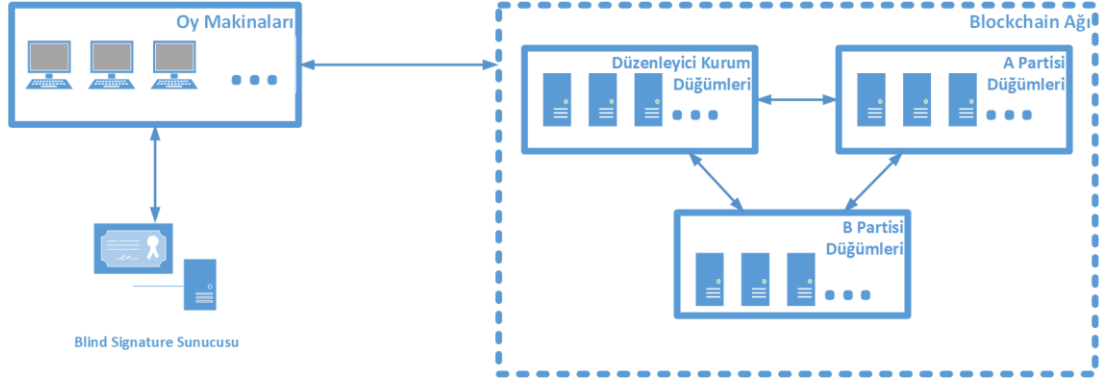 Oy Makinaları
Blockchain Ağı
Düzenleyici Kurum
Düğümleri
A Partisi
Düğümleri
B Partisi
Düğümleri
Blind Signature Sunucusu